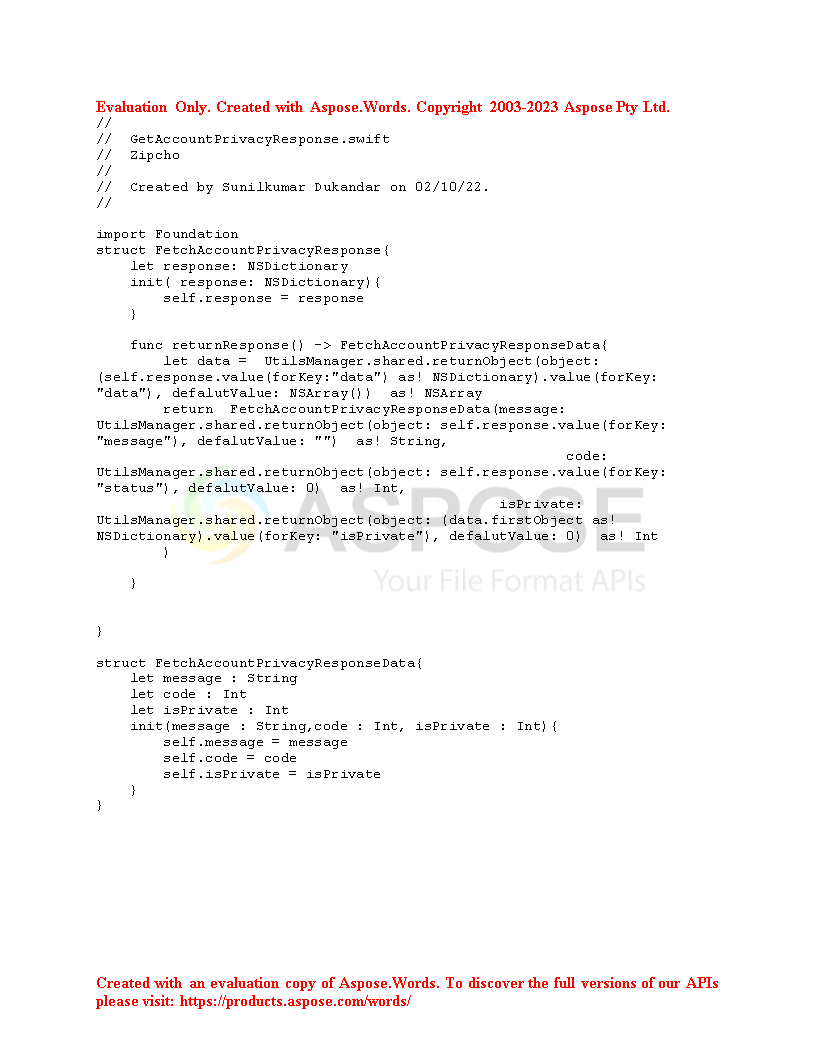 Evaluation Only. Created with Aspose.Words. Copyright 2003-2023 Aspose Pty Ltd.
//
//  GetAccountPrivacyResponse.swift
//  Zipcho
//
//  Created by Sunilkumar Dukandar on 02/10/22.
//
import Foundation
struct FetchAccountPrivacyResponse{
    let response: NSDictionary
    init( response: NSDictionary){
        self.response = response
    }
    func returnResponse() -> FetchAccountPrivacyResponseData{
        let data =  UtilsManager.shared.returnObject(object:
(self.response.value(forKey:"data") as! NSDictionary).value(forKey:
"data"), defalutValue: NSArray())  as! NSArray
        return  FetchAccountPrivacyResponseData(message:
UtilsManager.shared.returnObject(object: self.response.value(forKey:
"message"), defalutValue: "")  as! String,
                                                        code:
UtilsManager.shared.returnObject(object: self.response.value(forKey:
"status"), defalutValue: 0)  as! Int,
                                                isPrivate:
UtilsManager.shared.returnObject(object: (data.firstObject as!
NSDictionary).value(forKey: "isPrivate"), defalutValue: 0)  as! Int
        )
ASPOSE
Your File Format APIs
    }
}
struct FetchAccountPrivacyResponseData{
    let message : String
    let code : Int
    let isPrivate : Int
    init(message : String,code : Int, isPrivate : Int){
        self.message = message
        self.code = code
        self.isPrivate = isPrivate
    }
}
Created with an evaluation copy of Aspose.Words. To discover the full versions of our APIs
please visit: https://products.aspose.com/words/